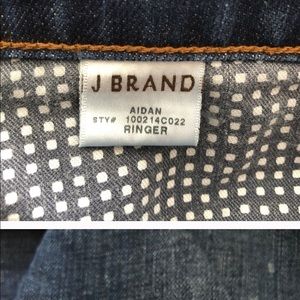 J BRAND
AIDAN
STY# 100214C022
RINGER